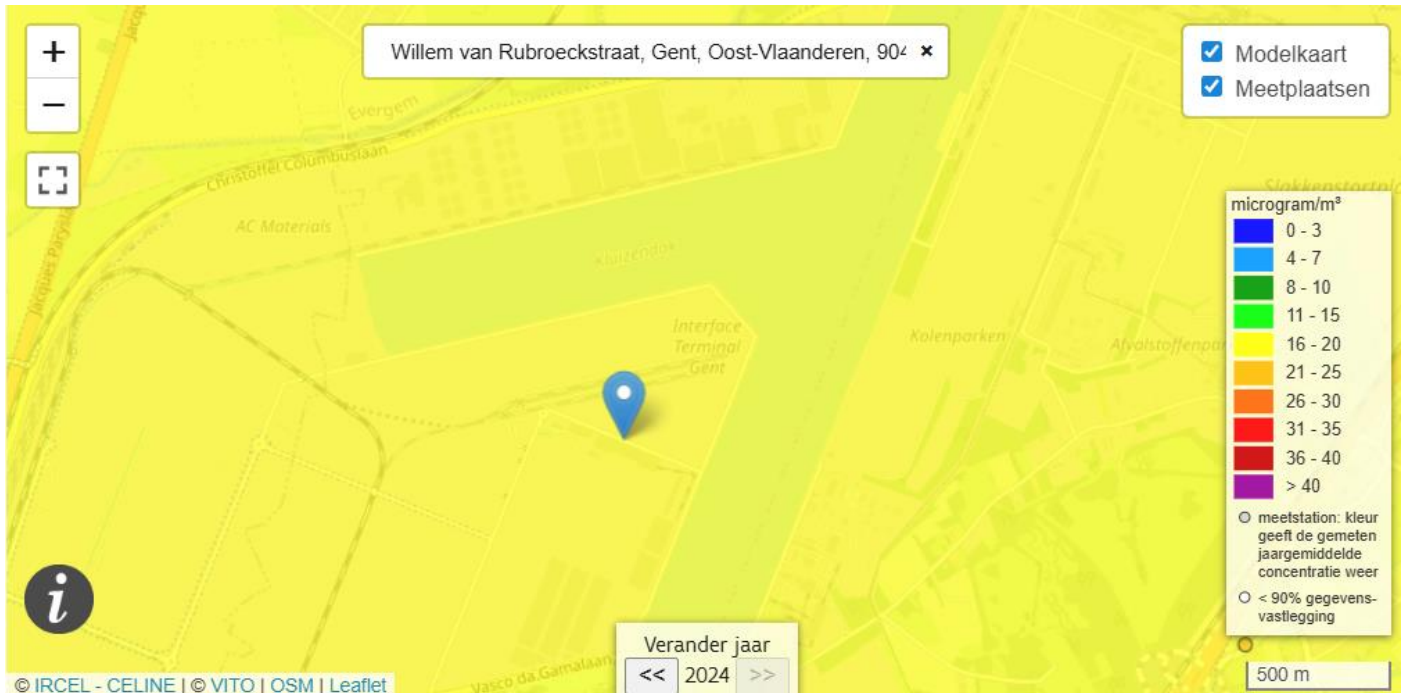 +
Willem van Rubroeckstraat, Gent, Oost-Vlaanderen, 904 ×
Modelkaart
Meetplaatsen
−
Evergem
Christoffel Columbuslaan
AC Materials
Kluizendok
Interface
Terminal
Gent
Kolenparken
microgram/m³
0 - 3
4 - 7
8 - 10
11 - 15
16 - 20
21 - 25
26 - 30
31 - 35
36 - 40
> 40
meetstation: kleur
geeft de gemeten
jaargemiddelde
concentratie weer
< 90% gegevens-
vastlegging
i
Verander jaar
<< 2024 >>
Vasco da Gamalaan
500 m
© IRCEL - CELINE | © VITO | OSM | Leaflet